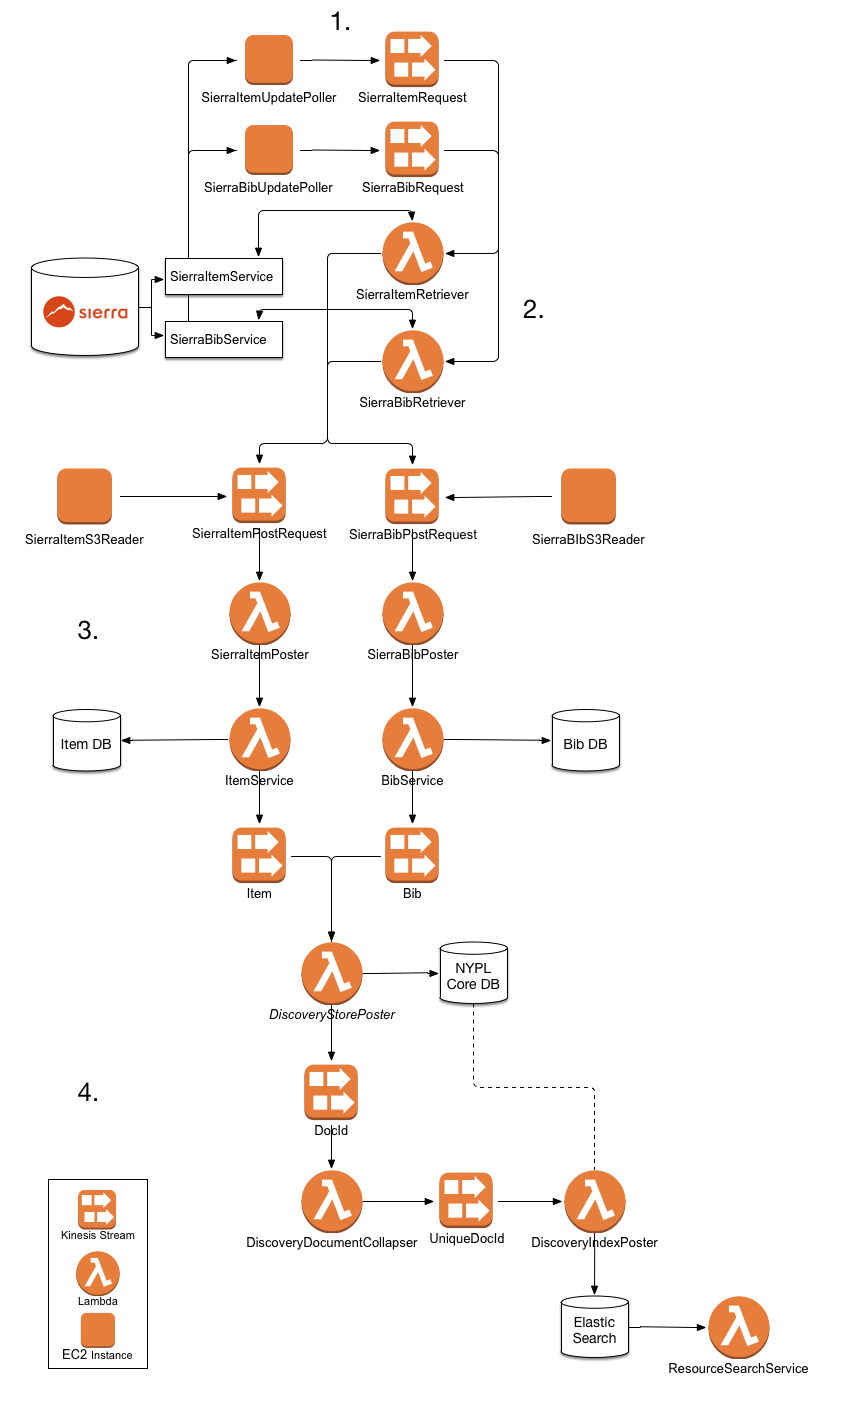 1.
SierraItemUpdatePoller
SierraItemRequest
SierraBibUpdatePoller
SierraBibRequest
SierraItemService
SierraItemRetriever
sierra
2.
SierraBibService
SierraBibRetriever
SierraItemS3Reader
SierraItemPostRequest
SierraBibPostRequest
SierraBIbS3Reader
3.
SierraItemPoster
SierraBibPoster
Item DB
Bib DB
ItemService
BibService
Item
Bib
NYPL
Core DB
DiscoveryStorePoster
4.
DocId
DiscoveryDocumentCollapser
UniqueDocId
DiscoveryIndexPoster
Kinesis Stream
Lambda
EC2 Instance
Elastic
Search
ResourceSearchService